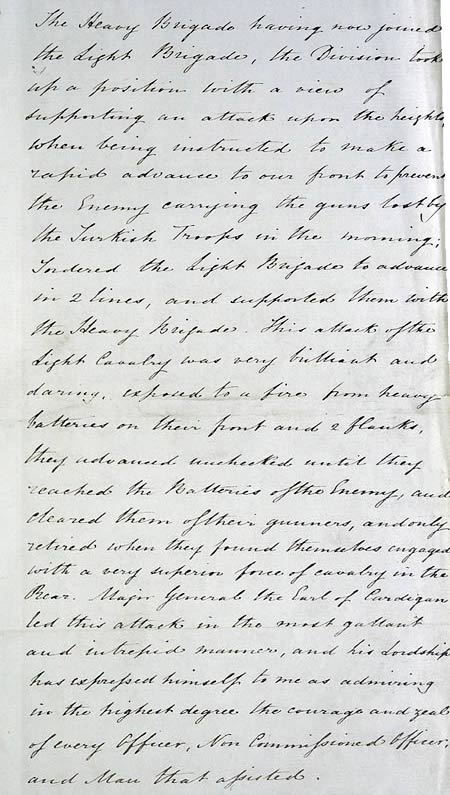 The Heavy Brigade having now joined
the Light Brigade, the Division took
up a position with a view of
supporting an attack upon the heights,
when being instructed to make a
rapid advance to our front to prevent
the Enemy carrying the guns lost by
the Turkish Troops in the morning;
I ordered the Light Brigade to advance
in 2 lines, and supported them with
the Heavy Brigade. This attack of the
Light Cavalry was very brilliant and
daring, exposed to a fire from heavy
batteries on their front and 2 flanks,
they advanced unchecked until they
reached the Batteries of the Enemy, and
cleared them of their gunners, and only
retired when they found themselves engaged
with a very superior force of cavalry in the
Rear. Major General the Earl of Cardigan
led this attack in the most gallant
and intrepid manner, and his Lordship
has expressed himself to me as admiring
in the highest degree the courage and zeal
of every Officer, Non Commissioned Officer,
and Man that assisted.